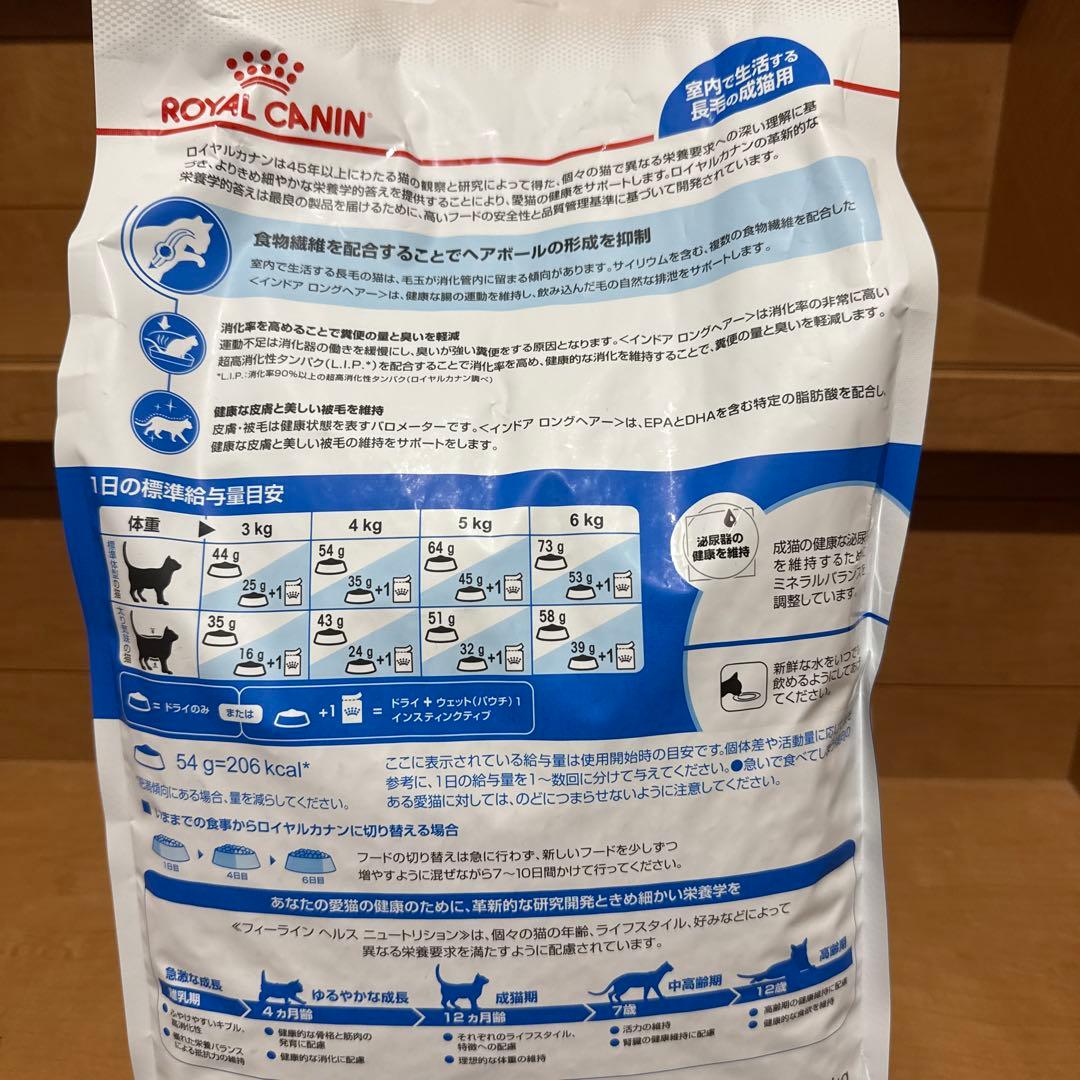 ROYAL CANIN
室内で生活する
長毛の成猫用
ロイヤルカナンは45年以上にわたる猫の観察と研究によって得た、個々の猫で異なる栄養要求への深い理解に基
づき、よりきめ細やかな栄養学的答えを提供することにより、愛猫の健康をサポートします。ロイヤルカナンの革新的な
栄養学的答えは最良の製品を届けるために、高いフードの安全性と品質管理基準に基づいて開発されています。
食物繊維を配合することでヘアボールの形成を抑制
室内で生活する長毛の猫は、毛玉が消化管内に留まる傾向があります。サイリウムを含む、複数の食物繊維を配合した
<インドア ロングヘアー>は、健康な腸の運動を維持し、飲み込んだ毛の自然な排泄をサポートします。
消化率を高めることで糞便の量と臭いを軽減
運動不足は消化器の働きを緩慢にし、臭いが強い糞便をする原因となります。<インドア ロングヘアー>は消化率の非常に高い
超高消化性タンパク(L.I.P.*)を配合することで消化率を高め、健康的な消化を維持することで、糞便の量と臭いを軽減します。
*L.I.P.:消化率90%以上の超高消化性タンパク(ロイヤルカナン調べ)
健康な皮膚と美しい被毛を維持
皮膚・被毛は健康状態を表すバロメーターです。<インドア ロングヘアー>は、EPAとDHAを含む特定の脂肪酸を配合し、
健康な皮膚と美しい被毛の維持をサポートをします。
1日の標準給与量目安
体重 ▶ 3 kg 4 kg 5 kg 6 kg
標準体型の猫
44 g 54 g 64 g 73 g
25 g +1 35 g +1 45 g +1 53 g +1
太り気味の猫
35 g 43 g 51 g 58 g
16 g +1 24 g +1 32 g +1 39 g +1
= ドライのみ または +1 = ドライ + ウェット(パウチ) 1
インスティンクティブ
泌尿器の
健康を維持
成猫の健康な泌尿
を維持するため
ミネラルバランスを
調整しています。
新鮮な水をいつで
飲めるようにしてあ
てください。
54 g=206 kcal*
*肥満傾向にある場合、量を減らしてください。
ここに表示されている給与量は使用開始時の目安です。個体差や活動量に応じ
参考に、1日の給与量を1〜数回に分けて与えてください。●急いで食べてし
ある愛猫に対しては、のどにつまらせないように注意してください。
■ いままでの食事からロイヤルカナンに切り替える場合
1日目 4日目 6日目
フードの切り替えは急に行わず、新しいフードを少しずつ
増やすように混ぜながら7〜10日間かけて行ってください。
あなたの愛猫の健康のために、革新的な研究開発ときめ細かい栄養学を
≪フィーライン ヘルス ニュートリション≫は、個々の猫の年齢、ライフスタイル、好みなどによって
異なる栄養要求を満たすように配慮されています。
急激な成長 ゆるやかな成長 成猫期 中高齢期 高齢期
離乳期 4ヵ月齢 12ヵ月齢 7歳 12歳
● ふやけやすいキブル、
高消化性
● 優れた栄養バランス
による抵抗力の維持
● 健康的な骨格と筋肉の
発育に配慮
● 健康的な消化に配慮
● それぞれのライフスタイル、
特徴への配慮
● 理想的な体重の維持
● 活力の維持
● 腎臓の健康維持に配慮
● 高齢期の健康維持に配慮
● 健康的な食欲を維持
kg